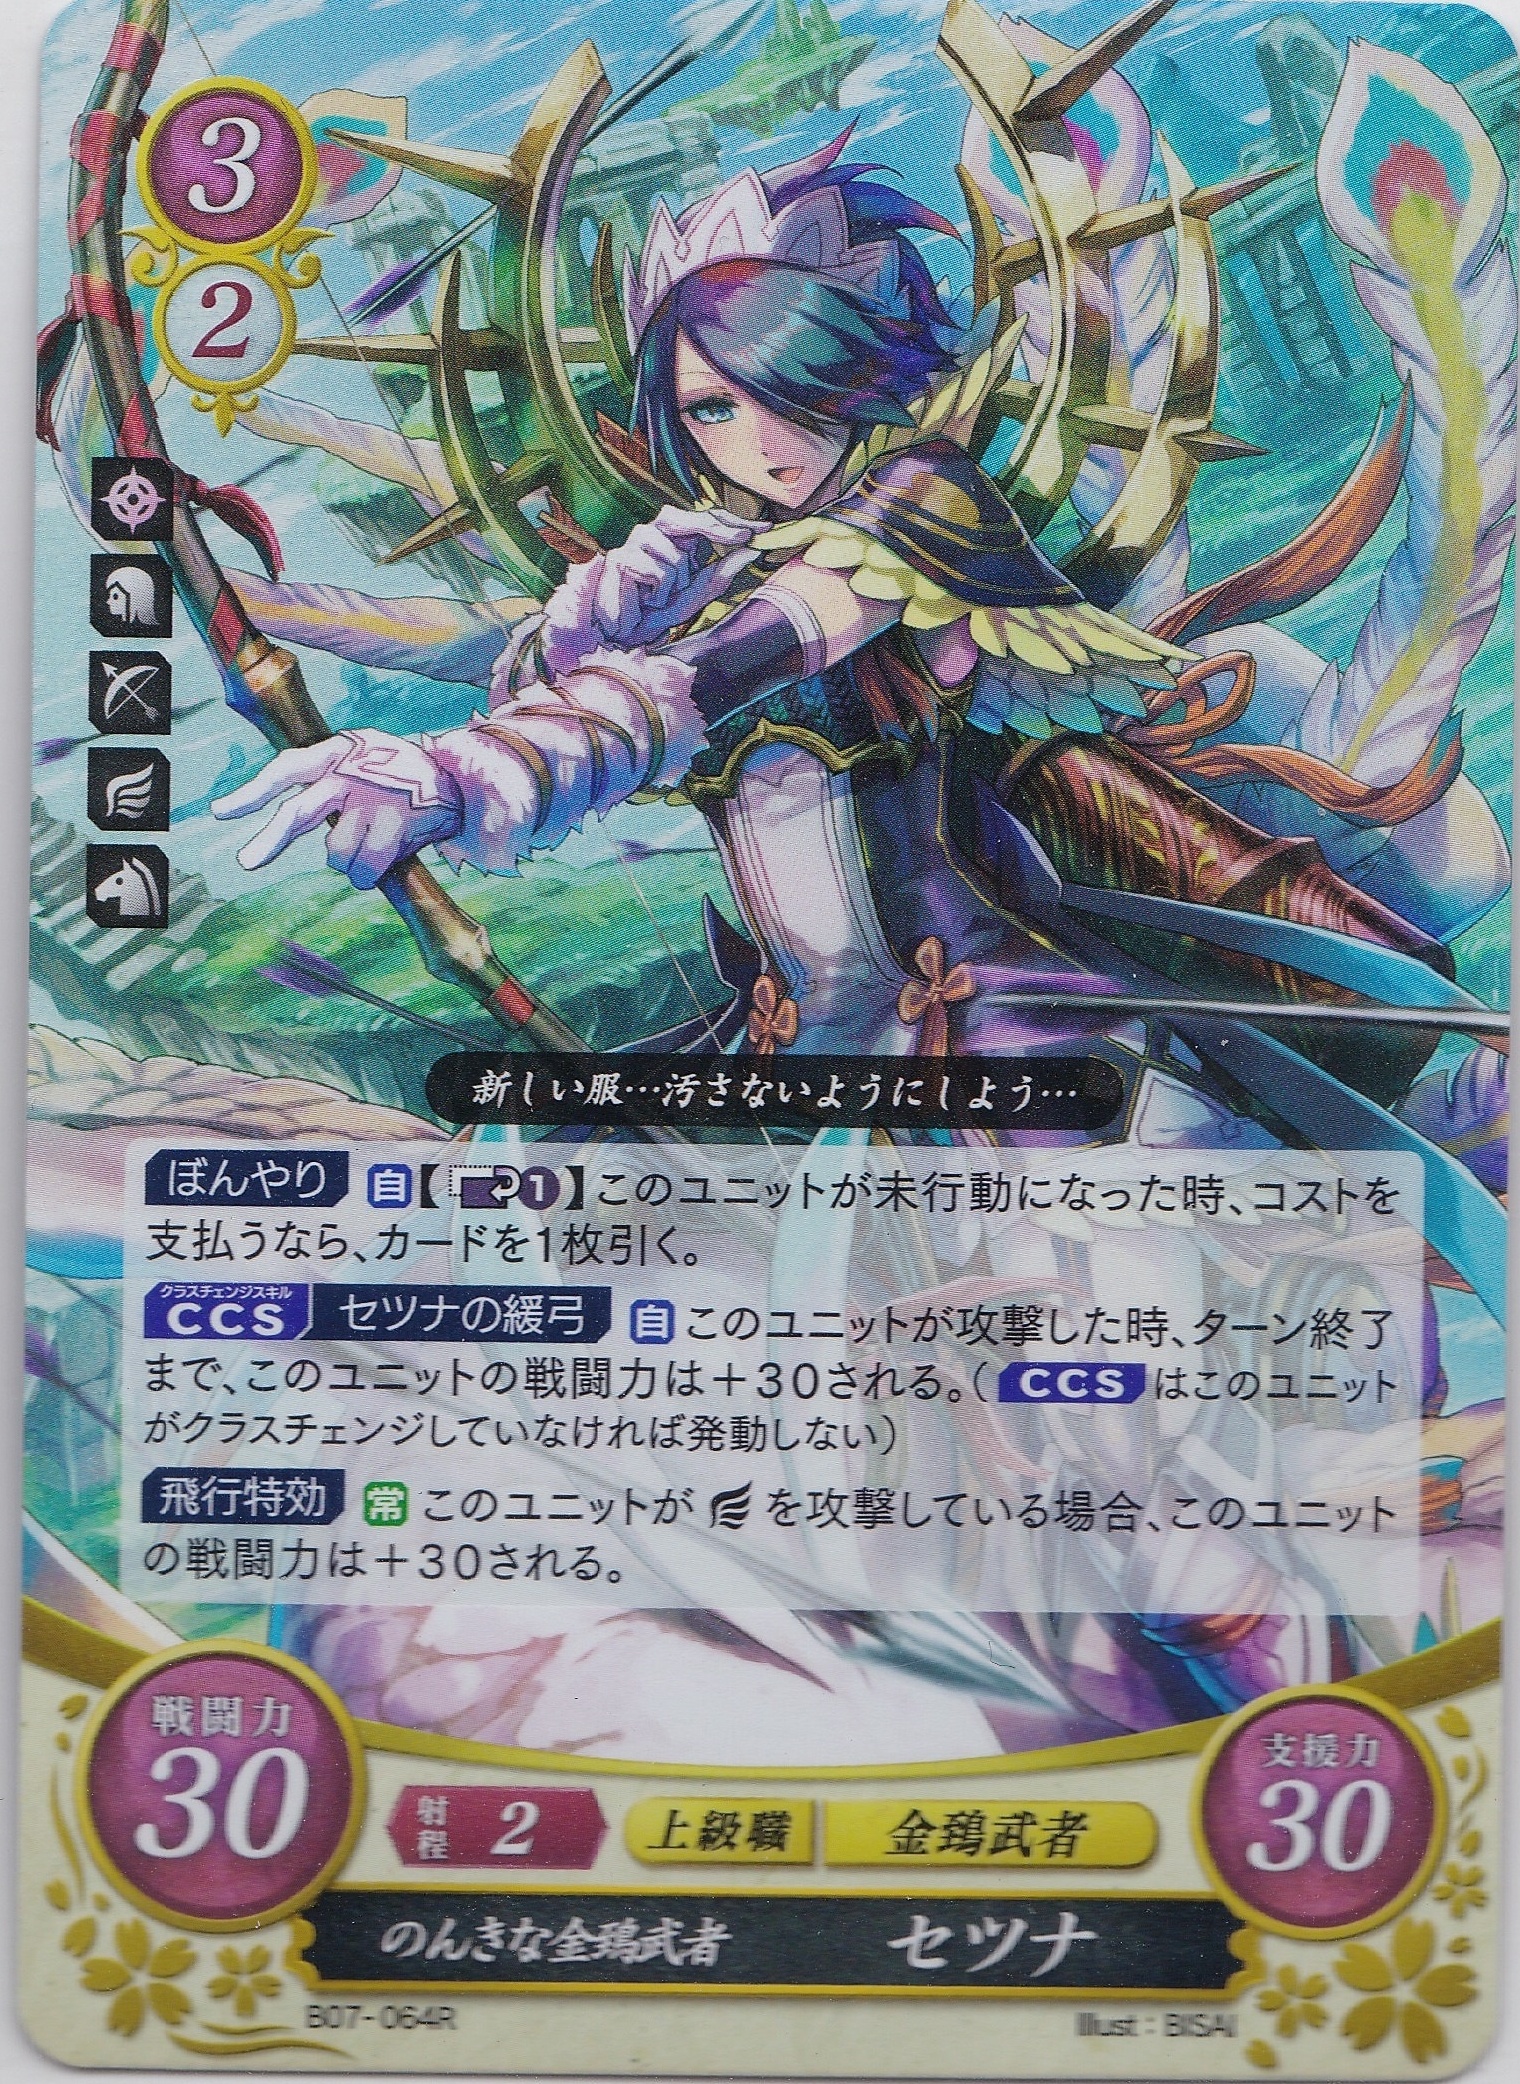 3
2
新しい服…汚さないようにしよう…
ぼんやり 自【1】このユニットが未行動になった時、コストを
支払うなら、カードを1枚引く。
クラスチェンジスキル
CCS セツナの緩弓 自 このユニットが攻撃した時、ターン終了
まで、このユニットの戦闘力は＋30される。（CCSはこのユニット
がクラスチェンジしていなければ発動しない）
飛行特効 常 このユニットが を攻撃している場合、このユニット
の戦闘力は＋30される。
戦闘力
30
射程 2
上級職 金鵄武者
支援力
30
のんきな金鵄武者 セツナ
B07-064R
Illust：BISAI